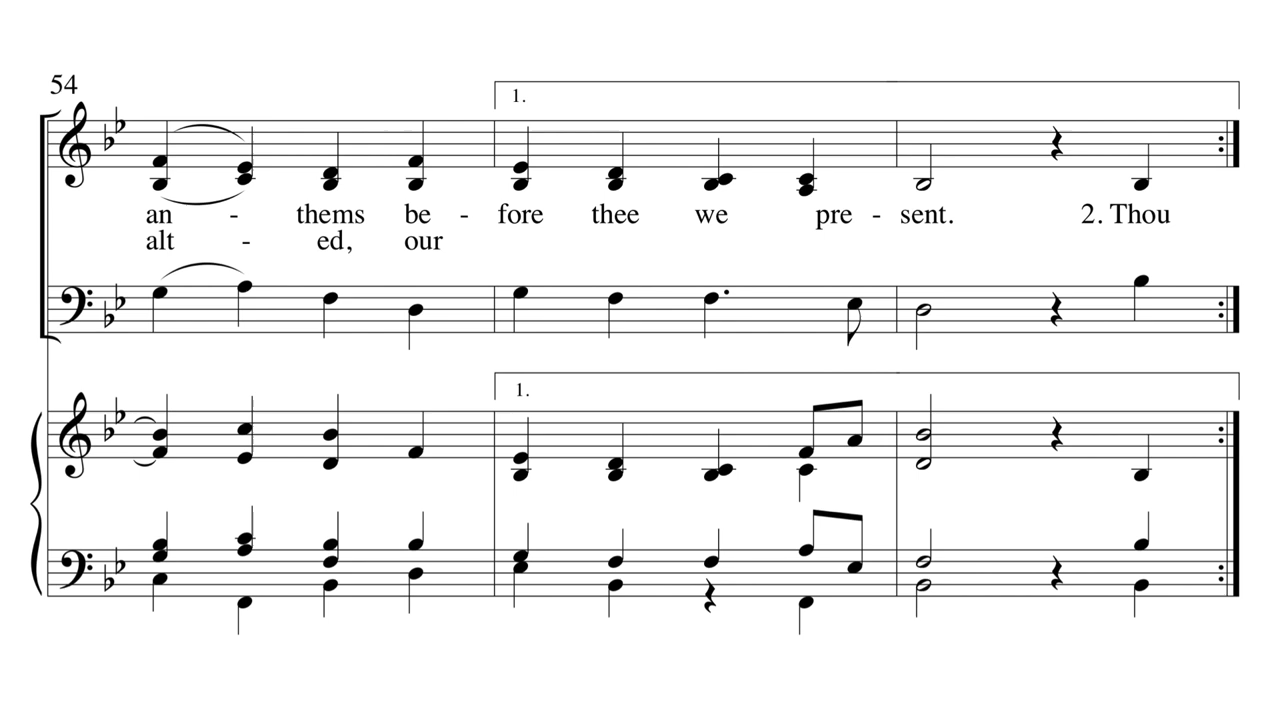 54
1.
an - thems be - fore thee we pre - sent. 2. Thou
alt - ed, our
1.